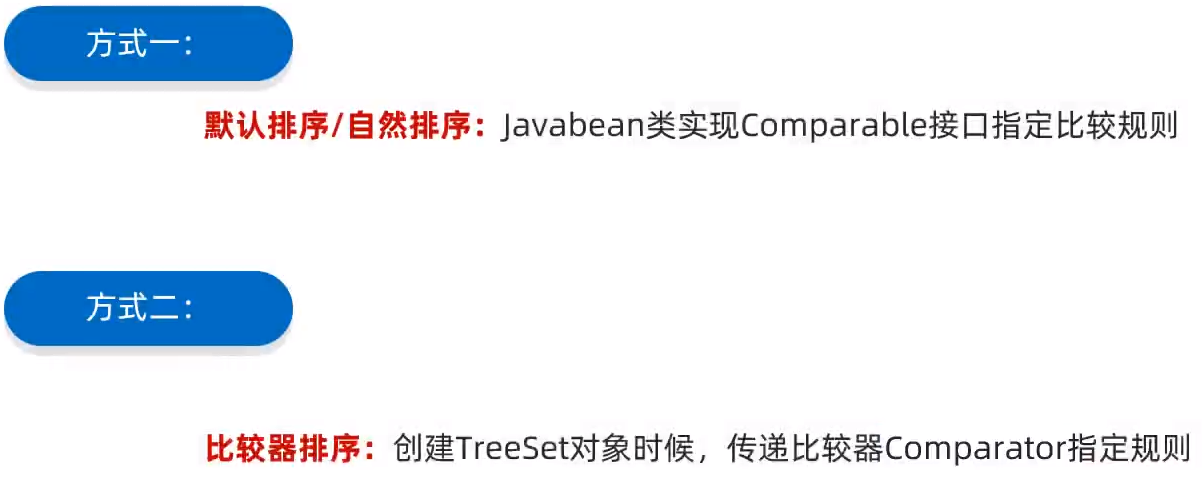 方式一：
默认排序/自然排序：Javabean类实现Comparable接口指定比较规则
方式二：
比较器排序：创建TreeSet对象时候，传递比较器Comparator指定规则